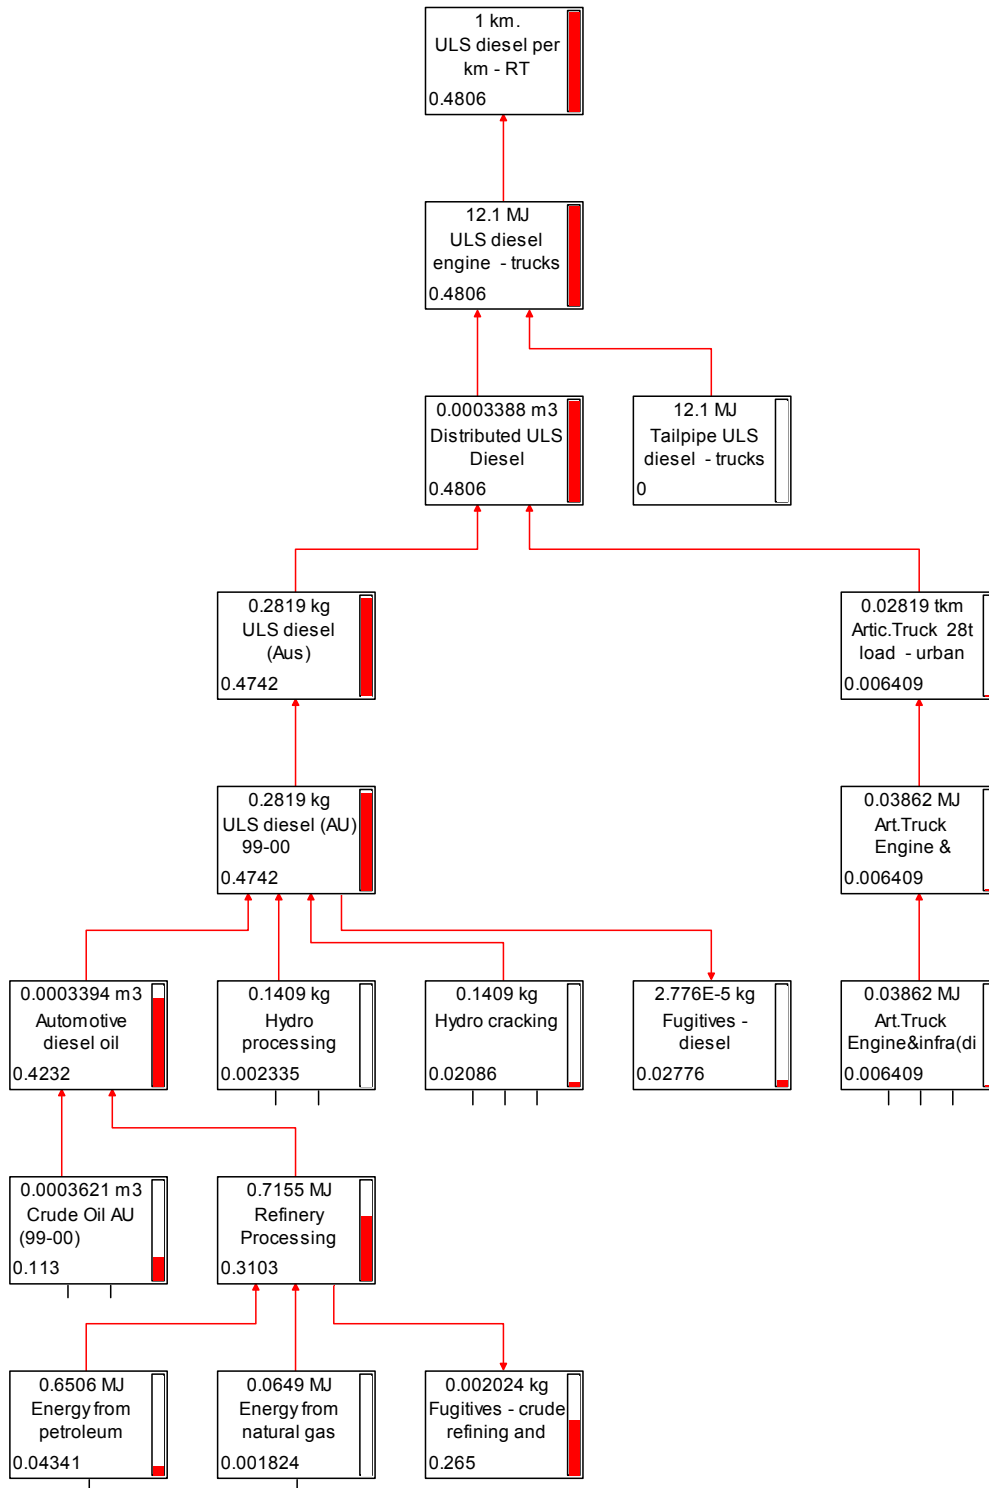 1 km.
ULS diesel per
km - RT
0.4806
12.1 MJ
ULS diesel
engine - trucks
0.4806
0.0003388 m3
Distributed ULS
Diesel
0.4806
12.1 MJ
Tailpipe ULS
diesel - trucks
0
0.2819 kg
ULS diesel
(Aus)
0.4742
0.02819 tkm
Artic.Truck 28t
load - urban
0.006409
0.2819 kg
ULS diesel (AU)
99-00
0.4742
0.03862 MJ
Art.Truck
Engine &
0.006409
0.0003394 m3
Automotive
diesel oil
0.4232
0.1409 kg
Hydro
processing
0.002335
0.1409 kg
Hydro cracking
0.02086
2.776E-5 kg
Fugitives -
diesel
0.02776
0.03862 MJ
Art.Truck
Engine&infra(di
0.006409
0.0003621 m3
Crude Oil AU
(99-00)
0.113
0.7155 MJ
Refinery
Processing
0.3103
0.6506 MJ
Energy from
petroleum
0.04341
0.0649 MJ
Energy from
natural gas
0.001824
0.002024 kg
Fugitives - crude
refining and
0.265